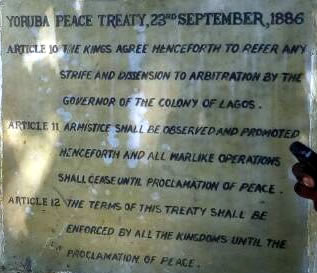 YORUBA PEACE TREATY, 23RD SEPTEMBER, 1886
ARTICLE 10 THE KINGS AGREE HENCEFORTH TO REFER ANY
STRIFE AND DISSENSION TO ARBITRATION BY THE
GOVERNOR OF THE COLONY OF LAGOS.
ARTICLE 11 ARMISTICE SHALL BE OBSERVED AND PROMOTED
HENCEFORTH AND ALL WARLIKE OPERATIONS
SHALL CEASE UNTIL PROCLAMATION OF PEACE.
ARTICLE 12 THE TERMS OF THIS TREATY SHALL BE
ENFORCED BY ALL THE KINGDOMS UNTIL THE
PROCLAMATION OF PEACE.